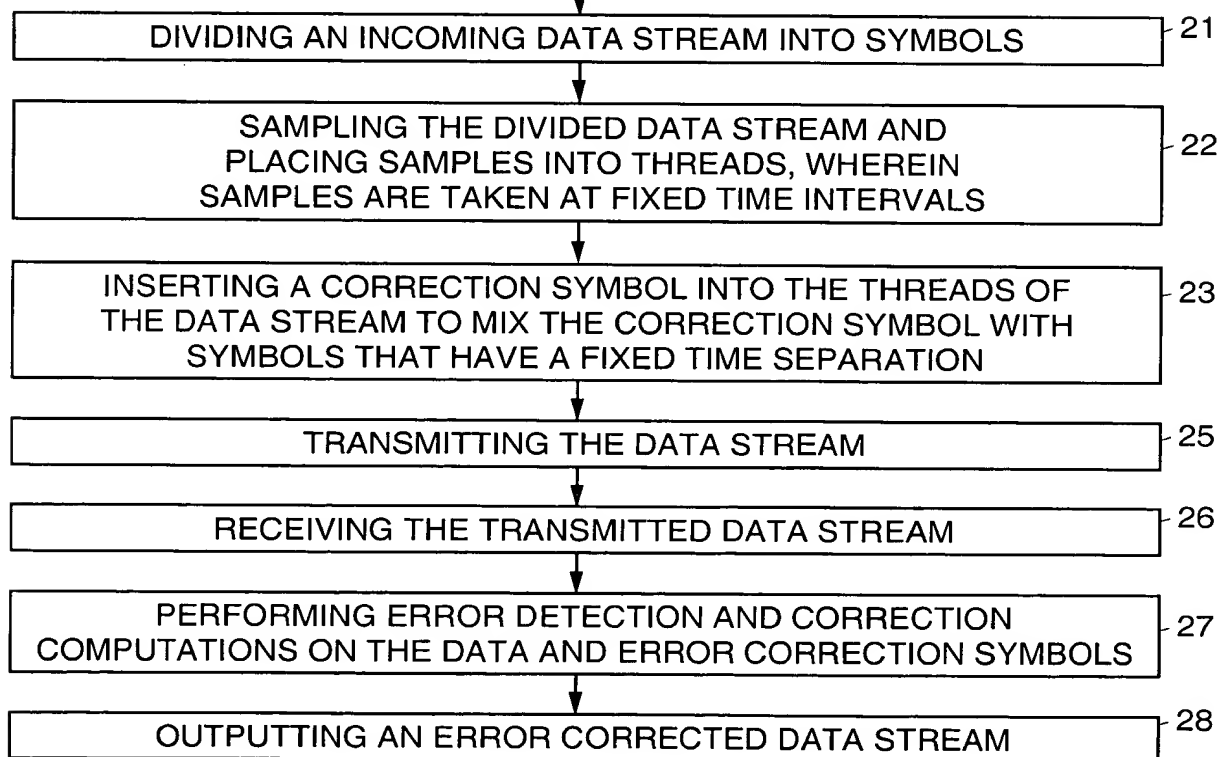 DIVIDING AN INCOMING DATA STREAM INTO SYMBOLS
21
SAMPLING THE DIVIDED DATA STREAM AND
PLACING SAMPLES INTO THREADS, WHEREIN
SAMPLES ARE TAKEN AT FIXED TIME INTERVALS
22
INSERTING A CORRECTION SYMBOL INTO THE THREADS OF
THE DATA STREAM TO MIX THE CORRECTION SYMBOL WITH
SYMBOLS THAT HAVE A FIXED TIME SEPARATION
23
TRANSMITTING THE DATA STREAM
25
RECEIVING THE TRANSMITTED DATA STREAM
26
PERFORMING ERROR DETECTION AND CORRECTION
COMPUTATIONS ON THE DATA AND ERROR CORRECTION SYMBOLS
27
OUTPUTTING AN ERROR CORRECTED DATA STREAM
28